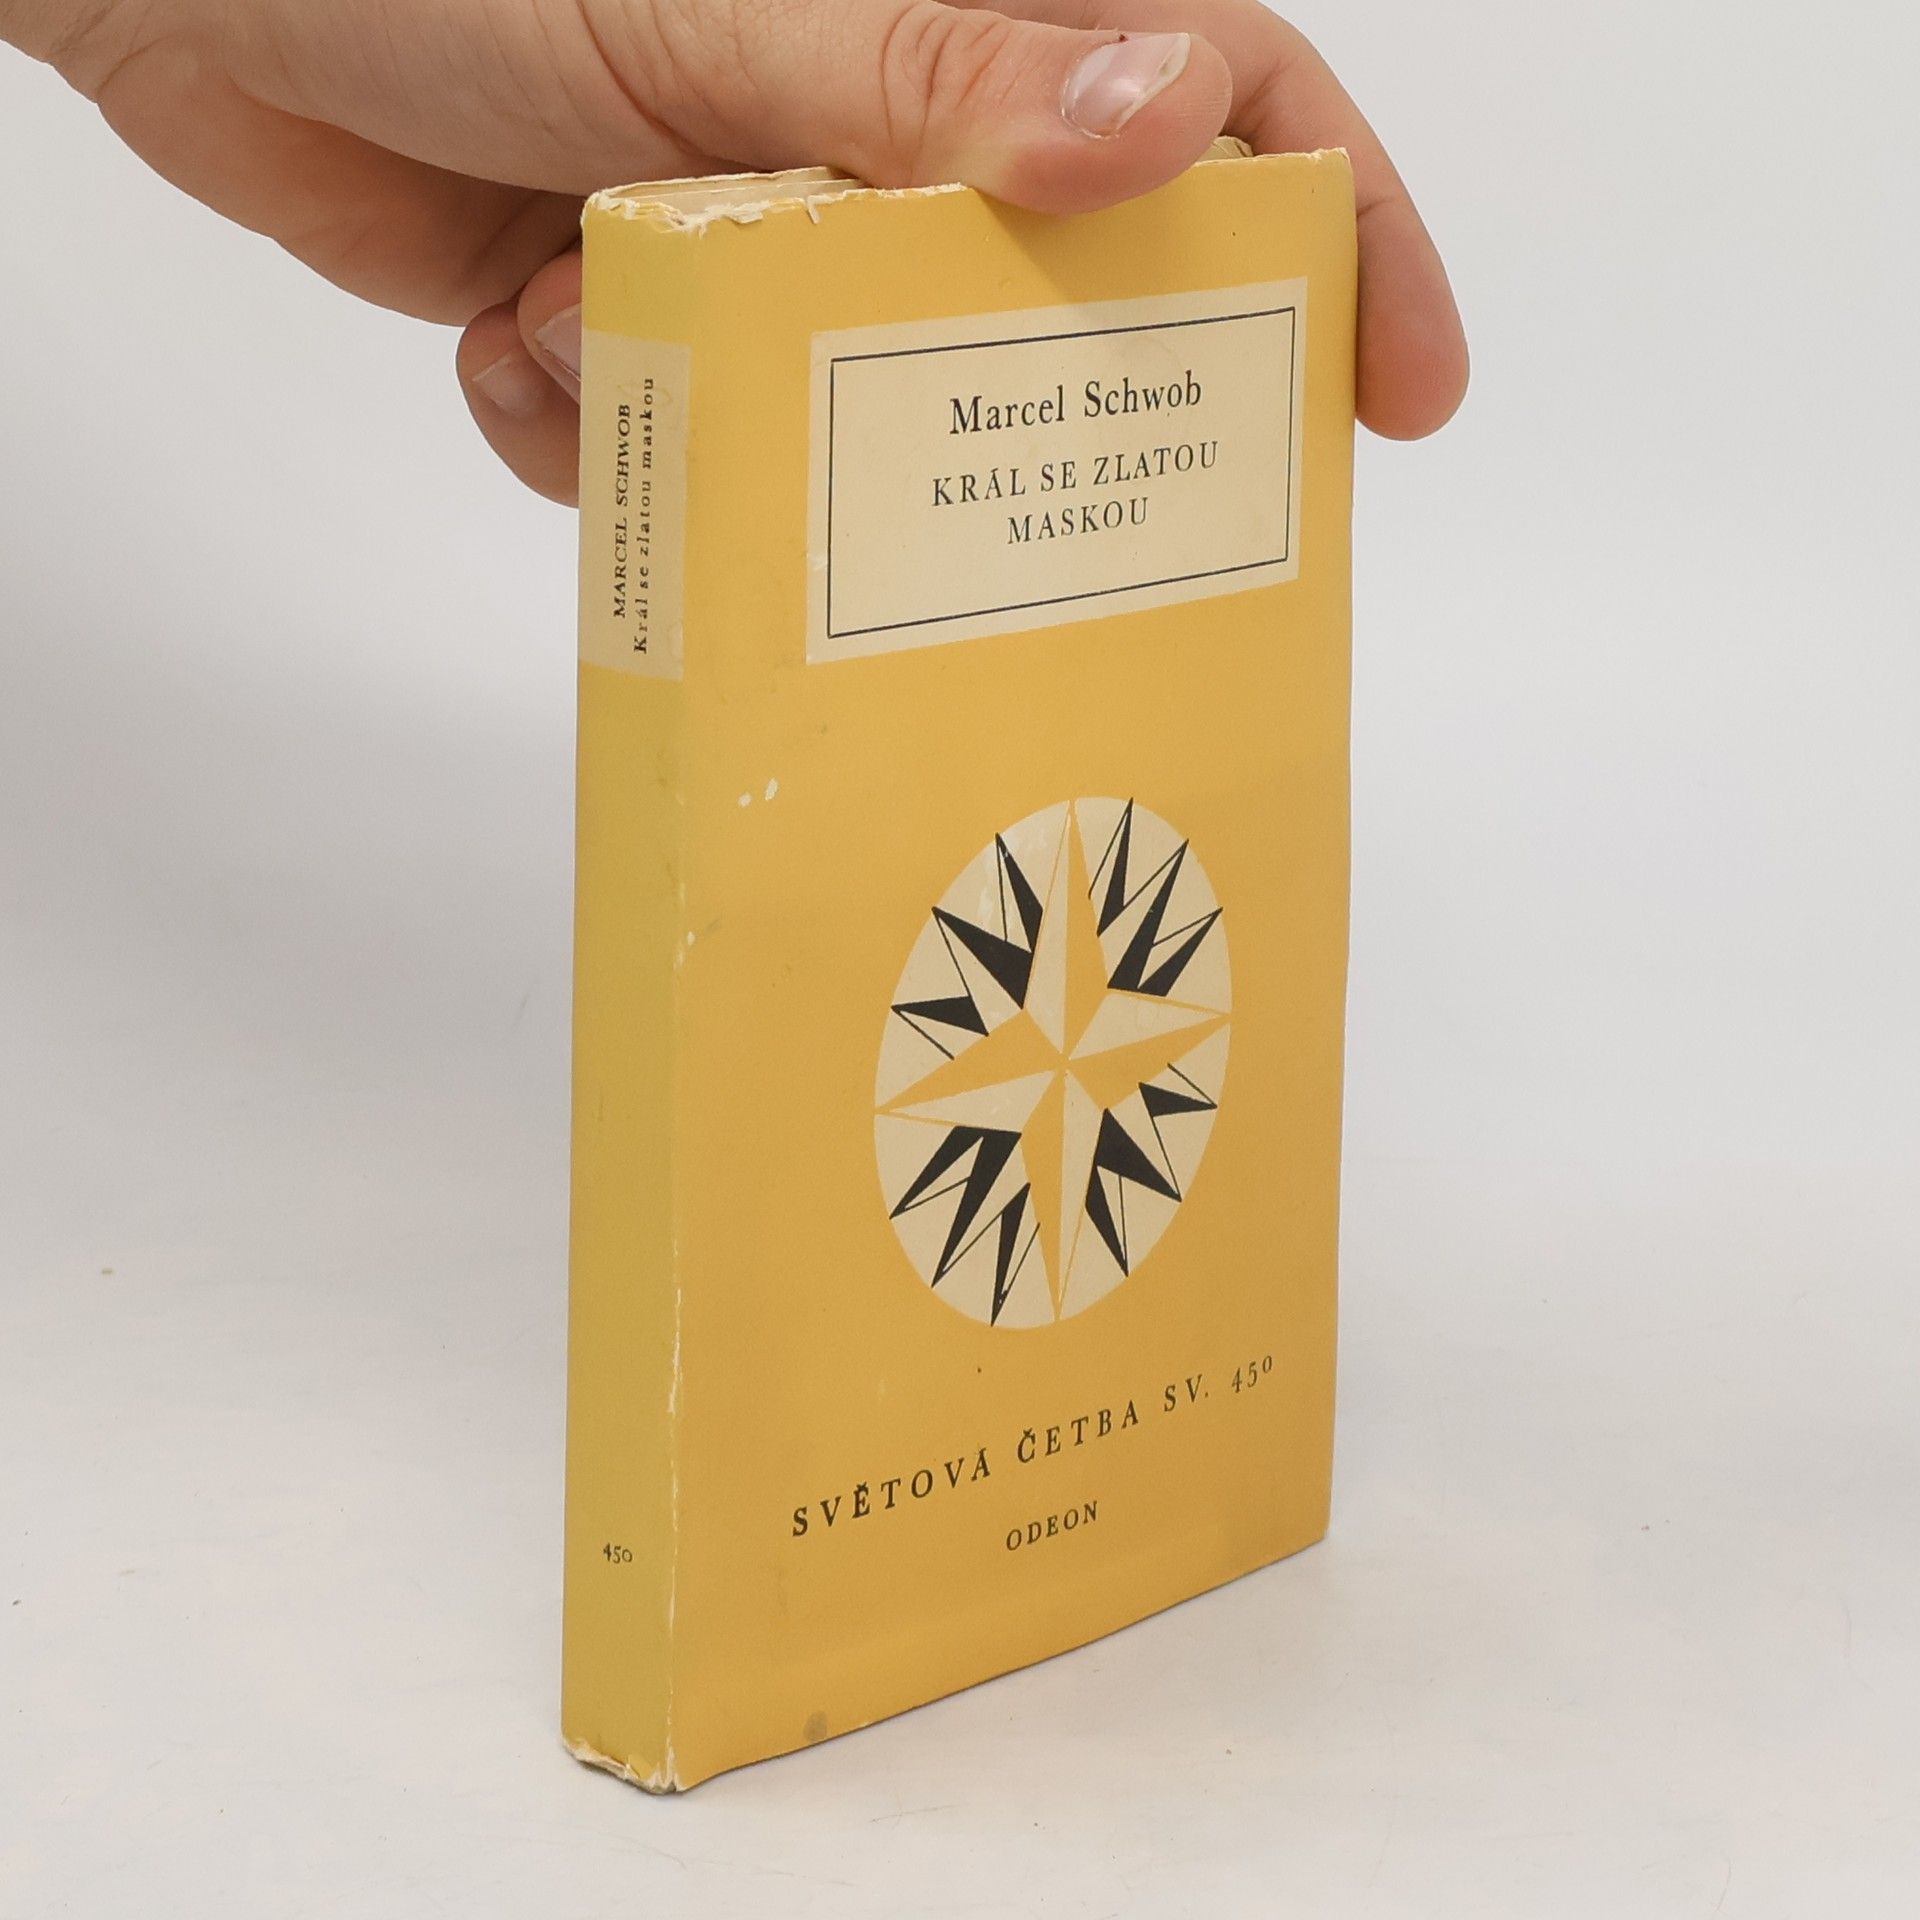 MARCEL SCHWOB
Král se zlatou maskou
450
Marcel Schwob
KRÁL SE ZLATOU
MASKOU
SVĚTOVÁ ČETBA SV. 450
ODEON